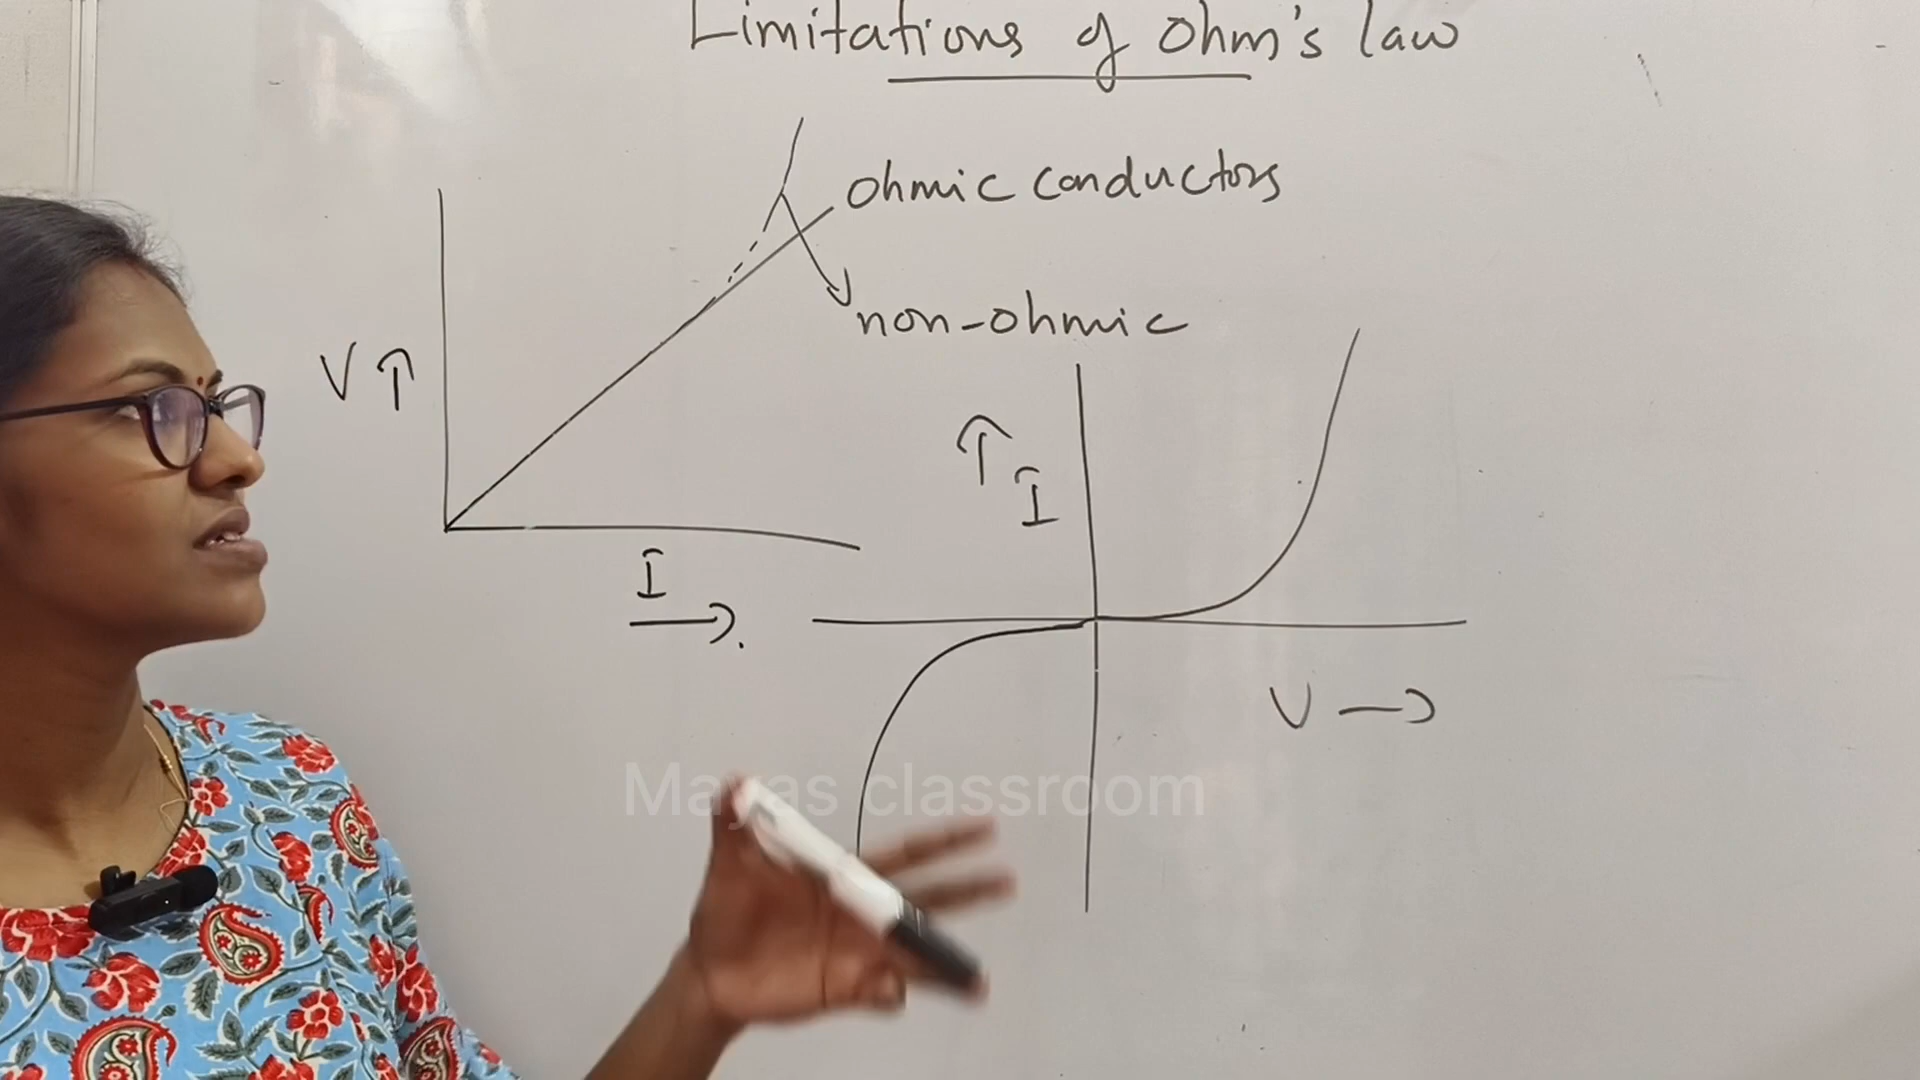 Limitations of Ohm's law
Ohmic conductors
non-ohmic
V
I
I
V
Mayas classroom